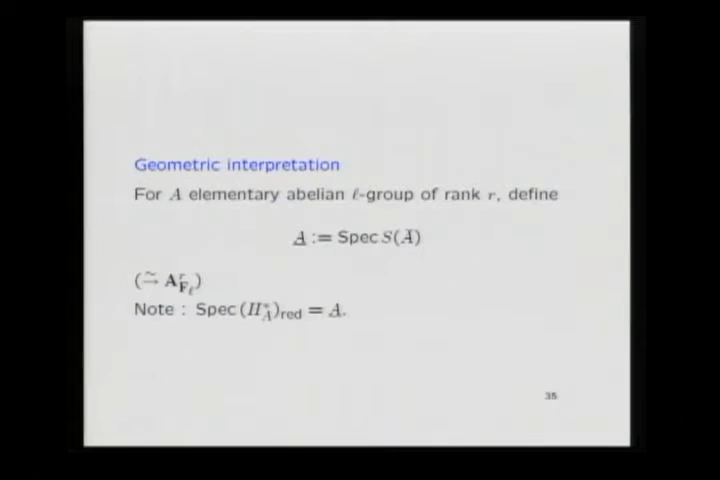 Geometric interpretation
For A elementary abelian ℓ-group of rank r, define
A̲ := Spec S(Ǎ)
(→̃ A^r_{F_ℓ})
Note : Spec (H*_A)_red = A̲.
35